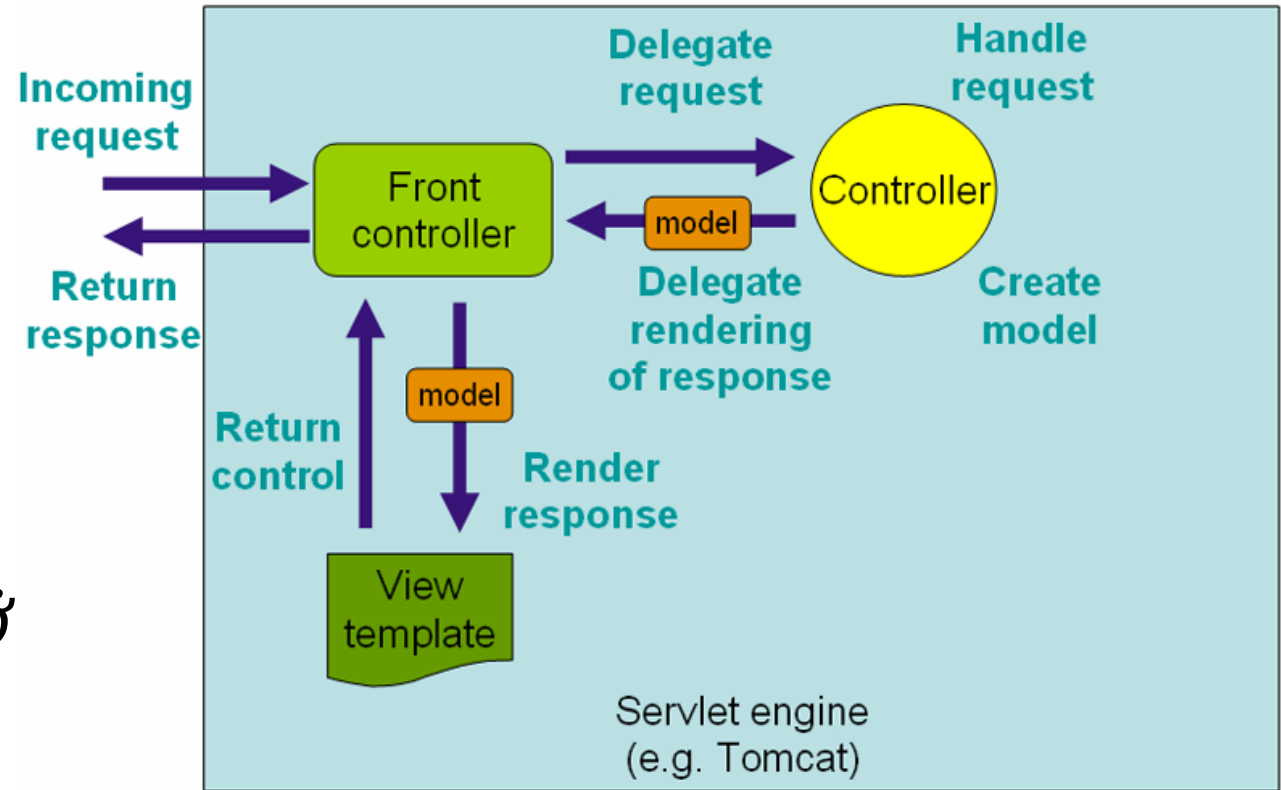 Incoming
request
Return
response
Delegate
request
Handle
request
Front
controller
Controller
model
Delegate
rendering
of response
Create
model
model
Return
control
Render
response
View
template
Servlet engine
(e.g. Tomcat)